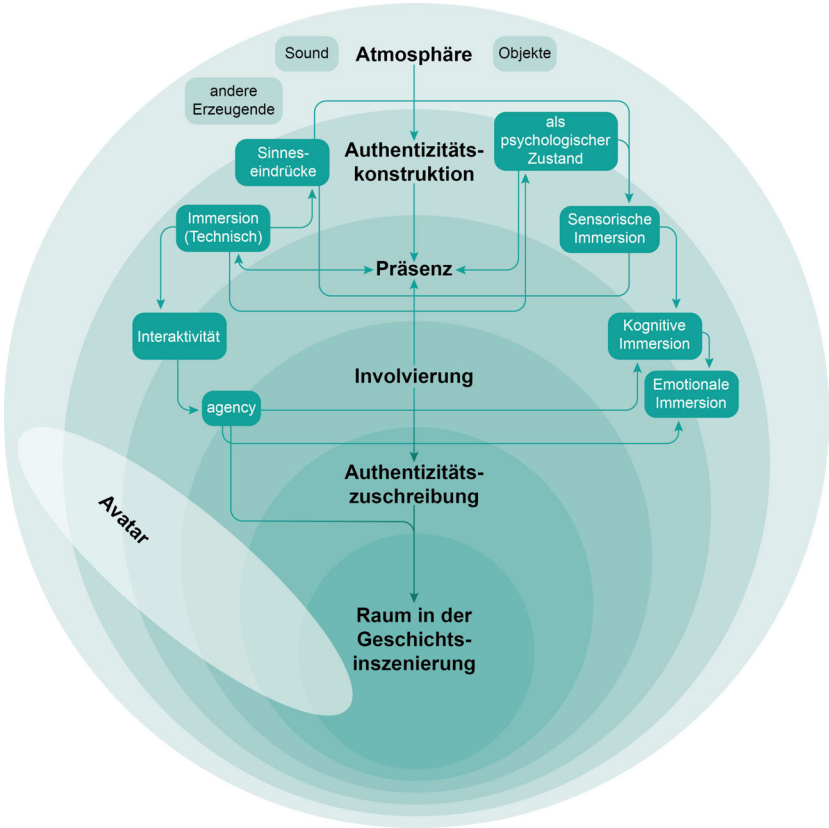 Sound
Atmosphäre
Objekte
andere
Erzeugende
als
psychologischer
Zustand
Sinnes-
eindrücke
Authentizitäts-
konstruktion
Immersion
(Technisch)
Sensorische
Immersion
Präsenz
Interaktivität
Kognitive
Immersion
Involvierung
Emotionale
Immersion
agency
Authentizitäts-
zuschreibung
Avatar
Raum in der
Geschichts-
inszenierung